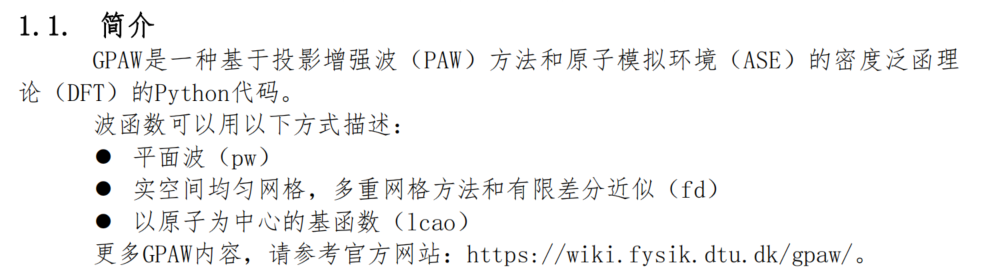 1.1. 简介
GPAW是一种基于投影增强波（PAW）方法和原子模拟环境（ASE）的密度泛函理
论（DFT）的Python代码。
波函数可以用以下方式描述：
● 平面波（pw）
● 实空间均匀网格，多重网格方法和有限差分近似（fd）
● 以原子为中心的基函数（lcao）
更多GPAW内容，请参考官方网站：https://wiki.fysik.dtu.dk/gpaw/。